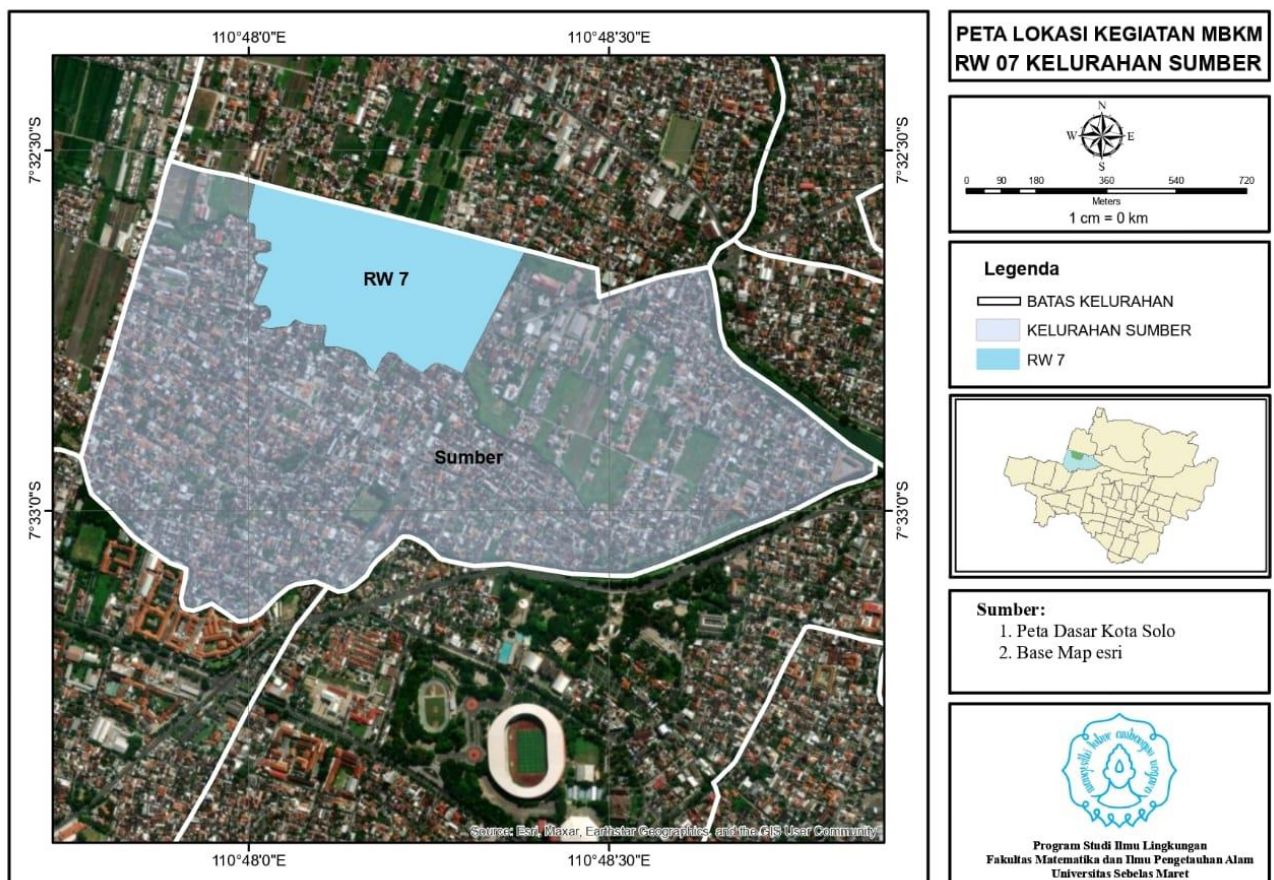 110°48'0"E
110°48'30"E
7°32'30"S
7°32'30"S
RW 7
Sumber
7°33'0"S
7°33'0"S
Source: Esri, Maxar, Earthstar Geographics, and the GIS User Community
110°48'0"E
110°48'30"E
PETA LOKASI KEGIATAN MBKM
RW 07 KELURAHAN SUMBER
N
W E
S
0 90 180 360 540 720
Meters
1 cm = 0 km
Legenda
BATAS KELURAHAN
KELURAHAN SUMBER
RW 7
Sumber:
1. Peta Dasar Kota Solo
2. Base Map esri
Program Studi Ilmu Lingkungan
Fakultas Matematika dan Ilmu Pengetahuan Alam
Universitas Sebelas Maret